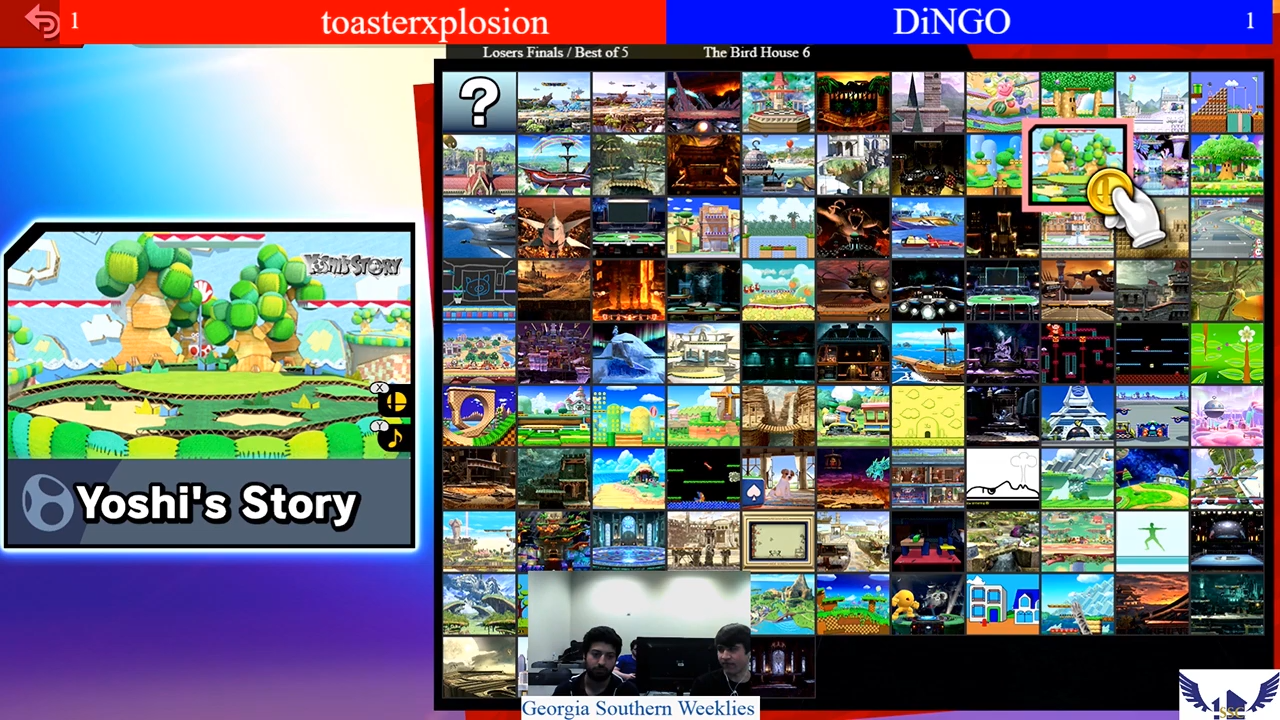 1 toasterxplosion DiNGO 1
Losers Finals / Best of 5 The Bird House 6
?
YOSHI'S STORY
X
Y
Yoshi's Story
Georgia Southern Weeklies
SSC